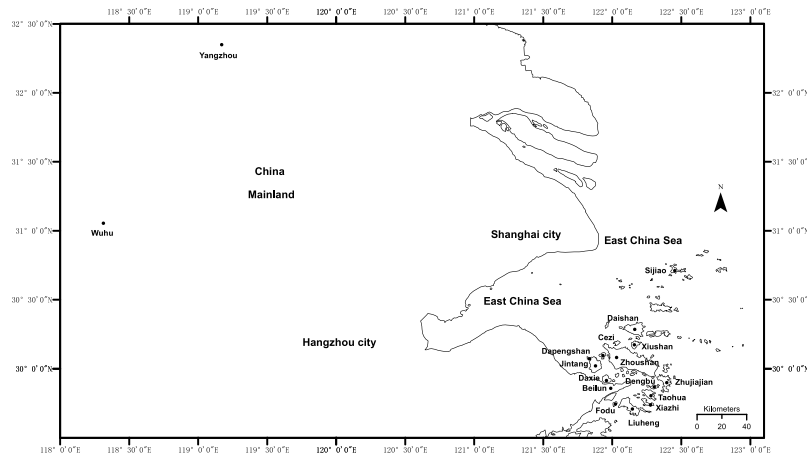 118° 30′0″E 119° 0′0″E 119° 30′0″E 120° 0′0″E 120° 30′0″E 121° 0′0″E 121° 30′0″E 122° 0′0″E 122° 30′0″E 123° 0′0″E
Yangzhou
32° 0′0″N 32° 0′0″N
31° 30′0″N 31° 30′0″N
China
Mainland
N
Wuhu
31° 0′0″N 31° 0′0″N
Shanghai city
East China Sea
Sijiao
30° 30′0″N 30° 30′0″N
East China Sea
Daishan
Hangzhou city
Cezi
Xiushan
Dapengshan
Zhoushan
Jintang
30° 0′0″N 30° 0′0″N
Daxie
Dengbu
Zhujiajian
Beilun
Taohua
Fodu
Xiazhi
Liuheng
Kilometers
0 20 40
118° 0′0″E 118° 30′0″E 119° 0′0″E 119° 30′0″E 120° 0′0″E 120° 30′0″E 121° 0′0″E 121° 30′0″E 122° 0′0″E 122° 30′0″E 123° 0′0″E